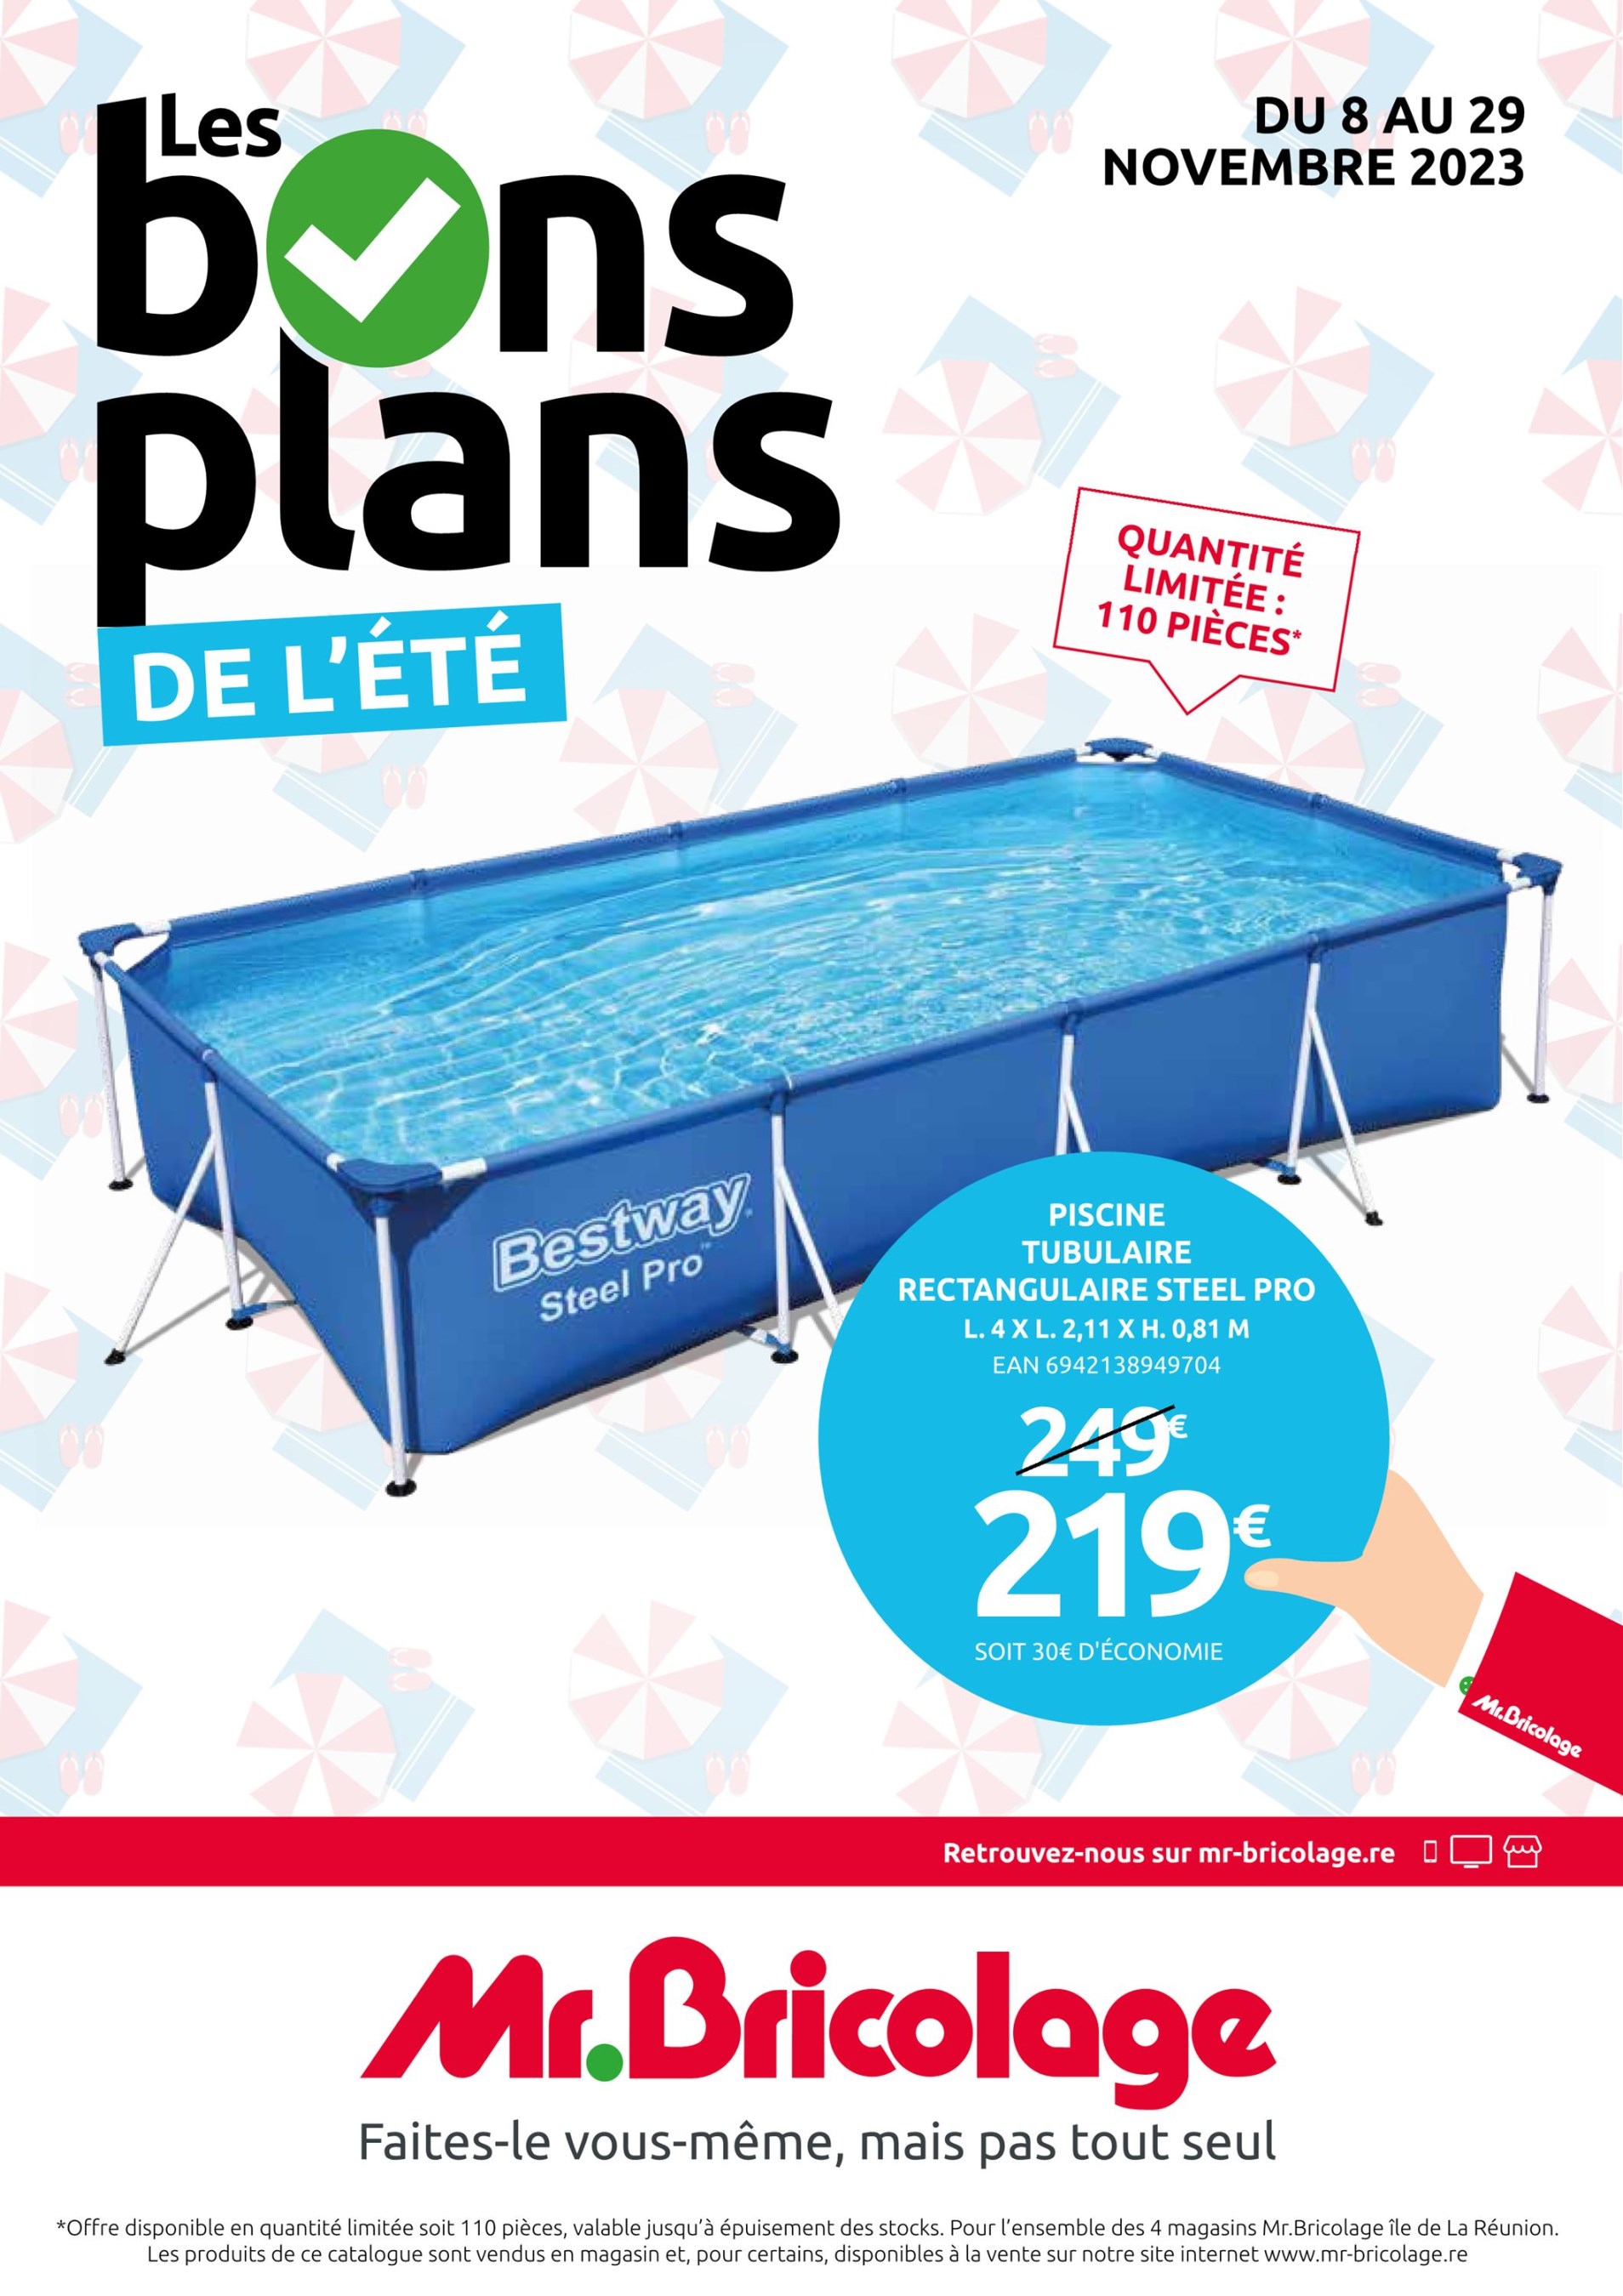 Les
bons
plans
DE L'ÉTÉ
DU 8 AU 29
NOVEMBRE 2023
QUANTITÉ
LIMITÉE :
110 PIÈCES*
Bestway
Steel Pro™
PISCINE
TUBULAIRE
RECTANGULAIRE STEEL PRO
L. 4 X L. 2,11 X H. 0,81 M
EAN 6942138949704
249€
219€
SOIT 30€ D'ÉCONOMIE
Mr.Bricolage
Retrouvez-nous sur mr-bricolage.re
Mr.Bricolage
Faites-le vous-même, mais pas tout seul
*Offre disponible en quantité limitée soit 110 pièces, valable jusqu'à épuisement des stocks. Pour l'ensemble des 4 magasins Mr.Bricolage île de La Réunion.
Les produits de ce catalogue sont vendus en magasin et, pour certains, disponibles à la vente sur notre site internet www.mr-bricolage.re